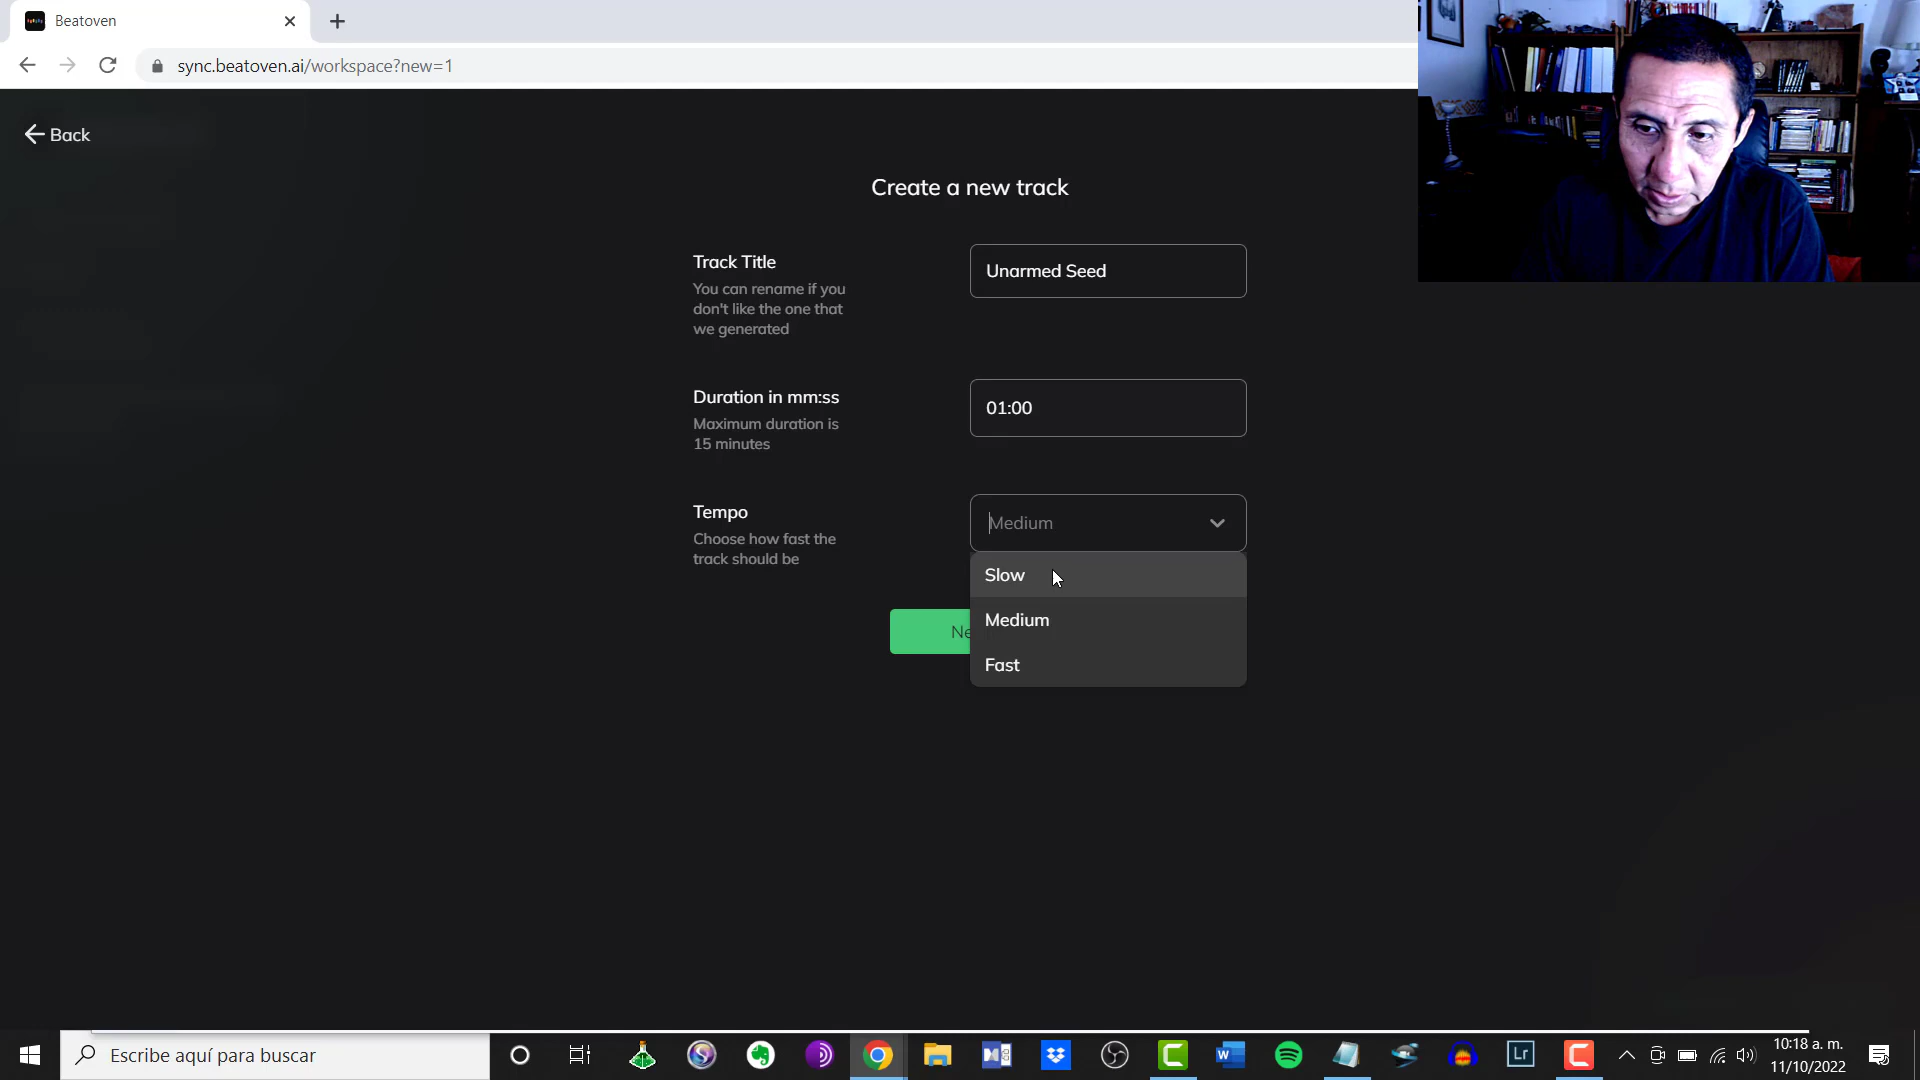 Beatoven
sync.beatoven.ai/workspace?new=1
Back
Create a new track
Track Title
You can rename if you
don't like the one that
we generated
Unarmed Seed
Duration in mm:ss
Maximum duration is
15 minutes
01:00
Tempo
Choose how fast the
track should be
Medium
Slow
Medium
Fast
Ne
Escribe aquí para buscar
Lr
10:18 a. m.
11/10/2022